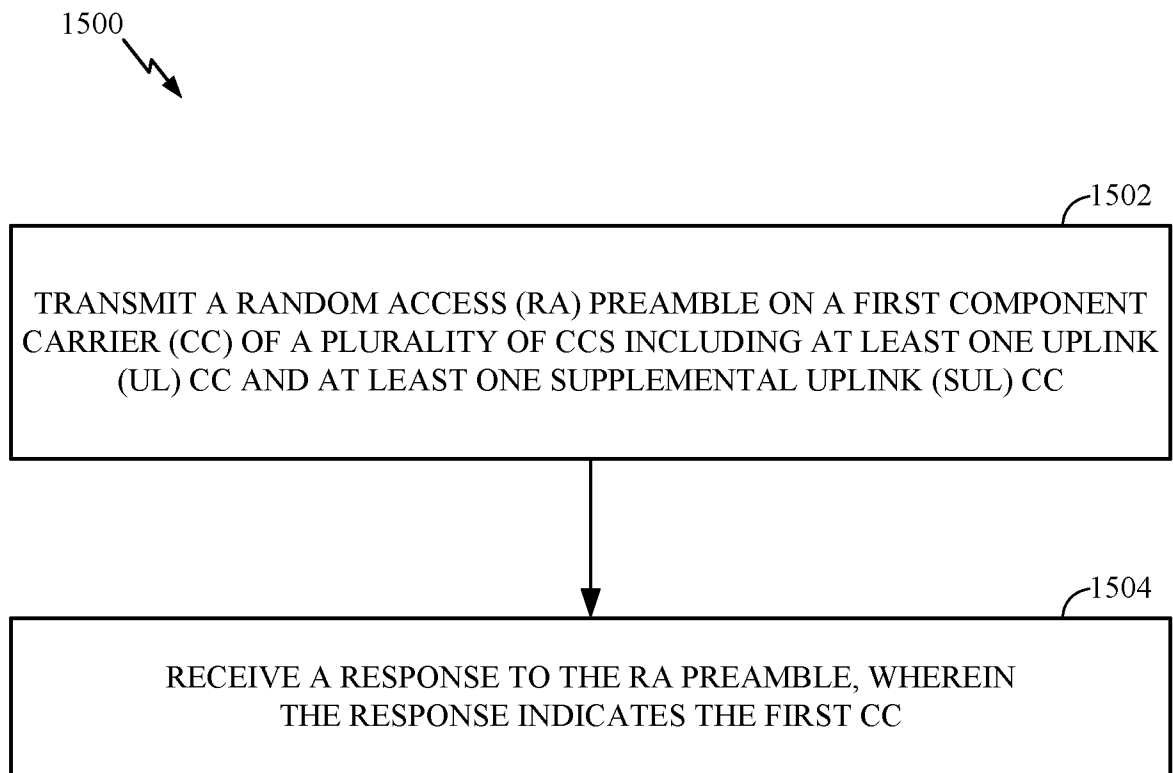 1500
1502
TRANSMIT A RANDOM ACCESS (RA) PREAMBLE ON A FIRST COMPONENT
CARRIER (CC) OF A PLURALITY OF CCS INCLUDING AT LEAST ONE UPLINK
(UL) CC AND AT LEAST ONE SUPPLEMENTAL UPLINK (SUL) CC
1504
RECEIVE A RESPONSE TO THE RA PREAMBLE, WHEREIN
THE RESPONSE INDICATES THE FIRST CC